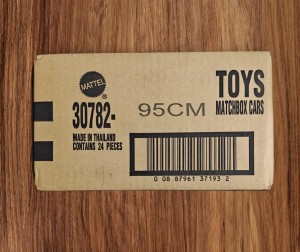 MATTEL
®
30782-
MADE IN THAILAND
CONTAINS 24 PIECES
95CM
TOYS
MATCHBOX CARS
0 08 87961 37193 2